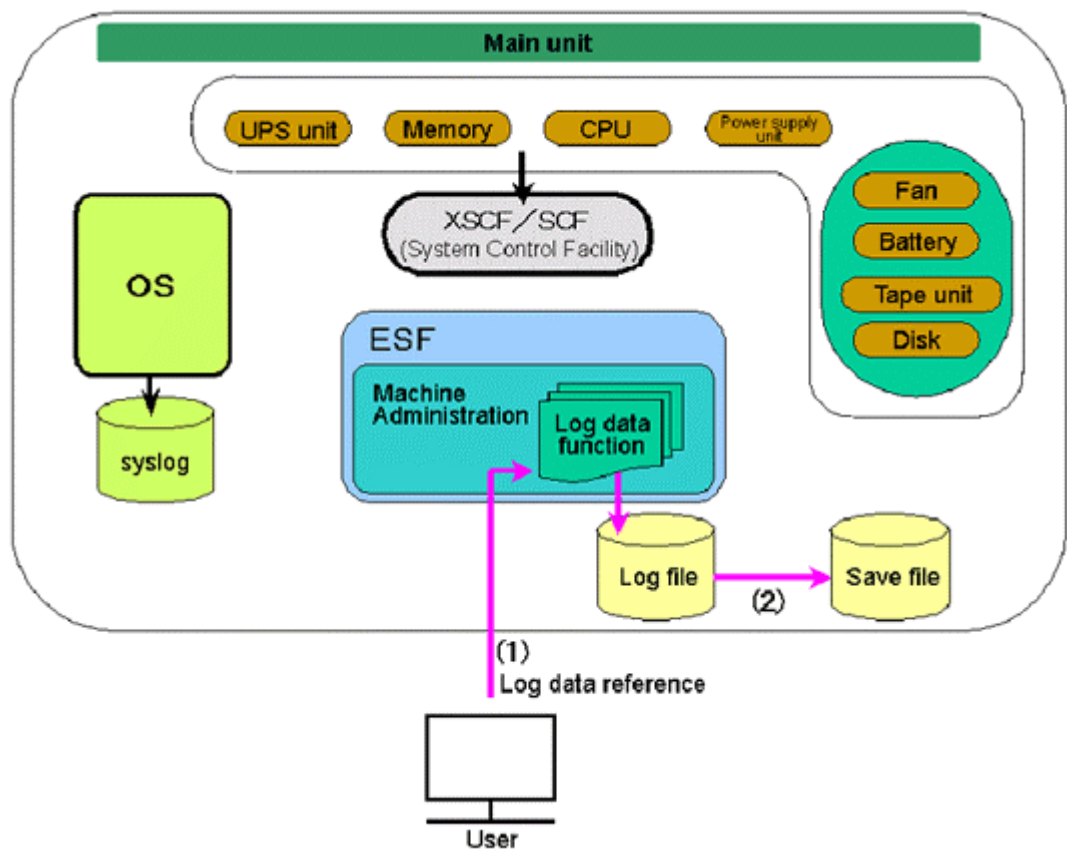 Main unit
UPS unit
Memory
CPU
Power supply
unit
Fan
Battery
Tape unit
Disk
XSCF／SCF
(System Control Facility)
OS
syslog
ESF
Machine
Administration
Log data
function
Log file
Save file
(2)
(1)
Log data reference
User